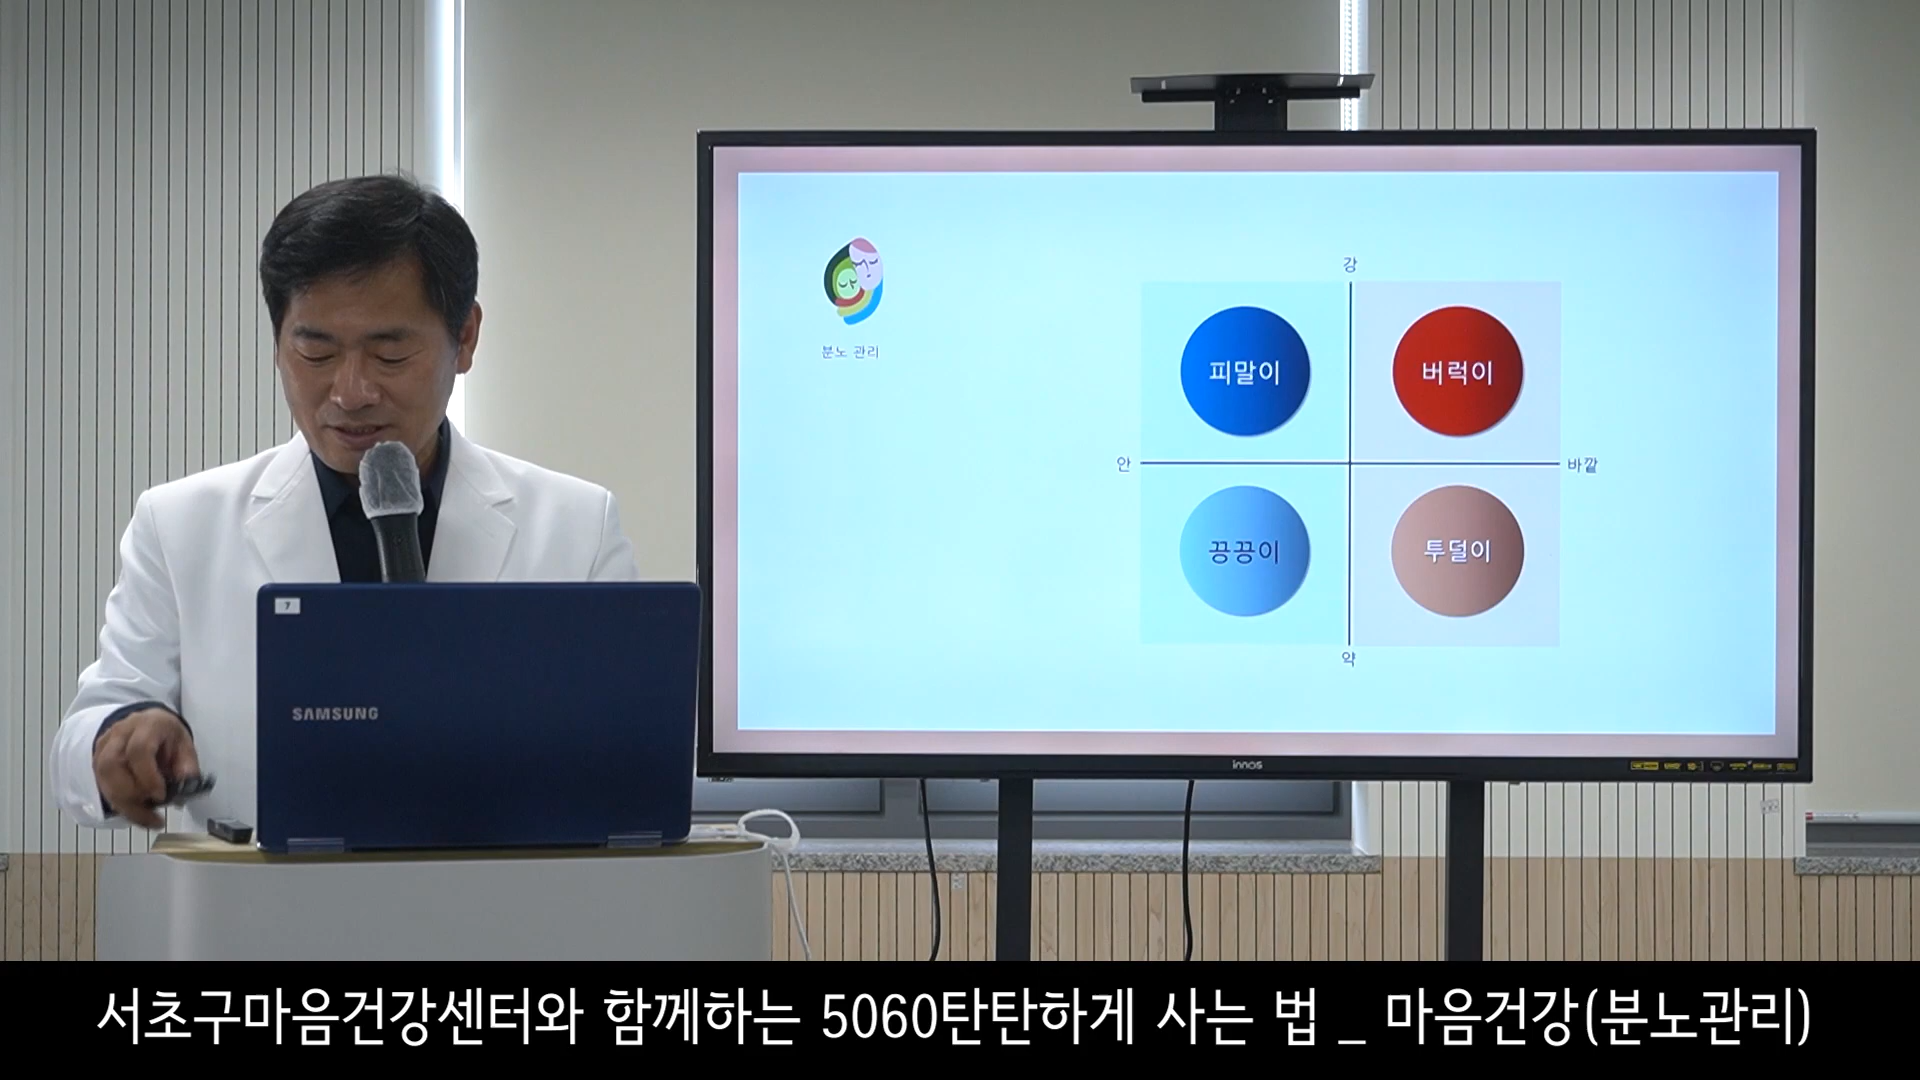 강
피말이
버럭이
분노 관리
안
바깥
끙끙이
투덜이
약
7
SAMSUNG
innos
서초구마음건강센터와 함께하는 5060탄탄하게 사는 법 _ 마음건강(분노관리)